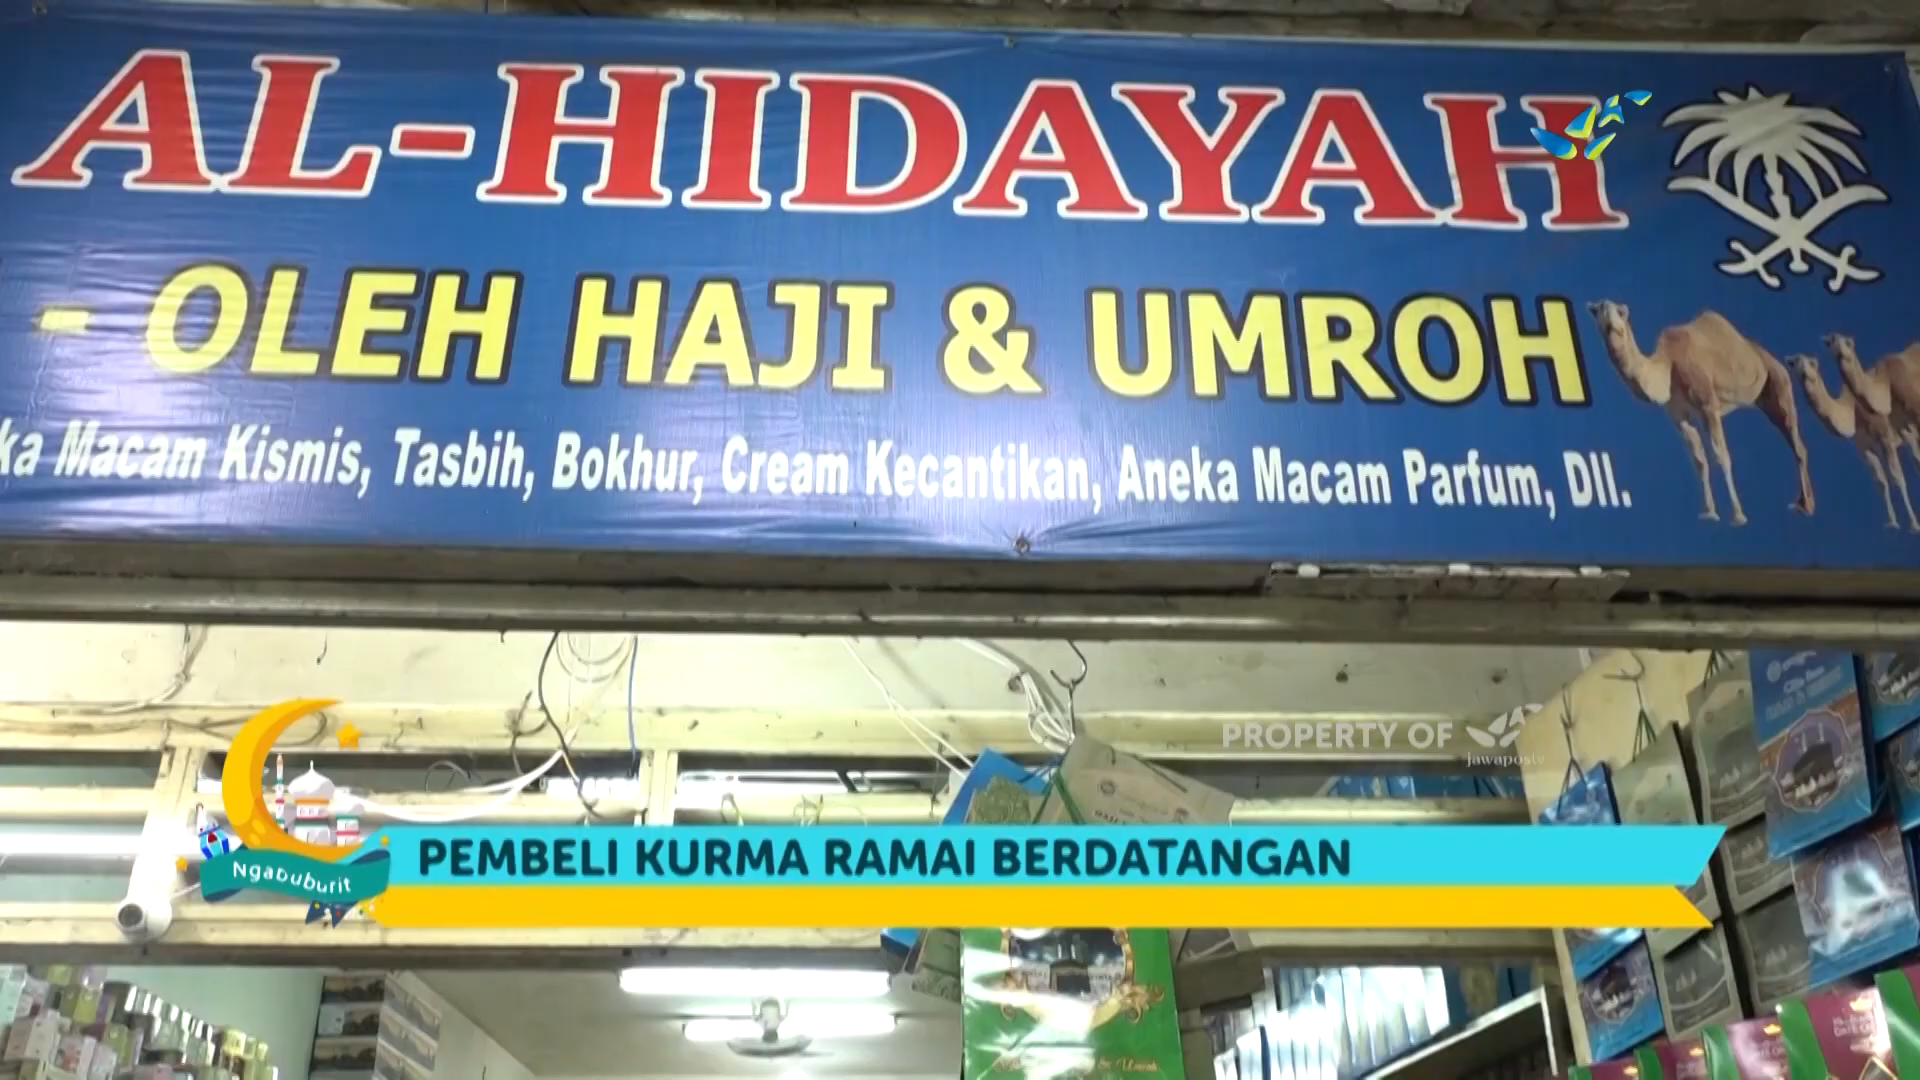 AL-HIDAYAH
- OLEH HAJI & UMROH
ka Macam Kismis, Tasbih, Bokhur, Cream Kecantikan, Aneka Macam Parfum, Dll.
PROPERTY OF
jawapostv
Ngabuburit
PEMBELI KURMA RAMAI BERDATANGAN